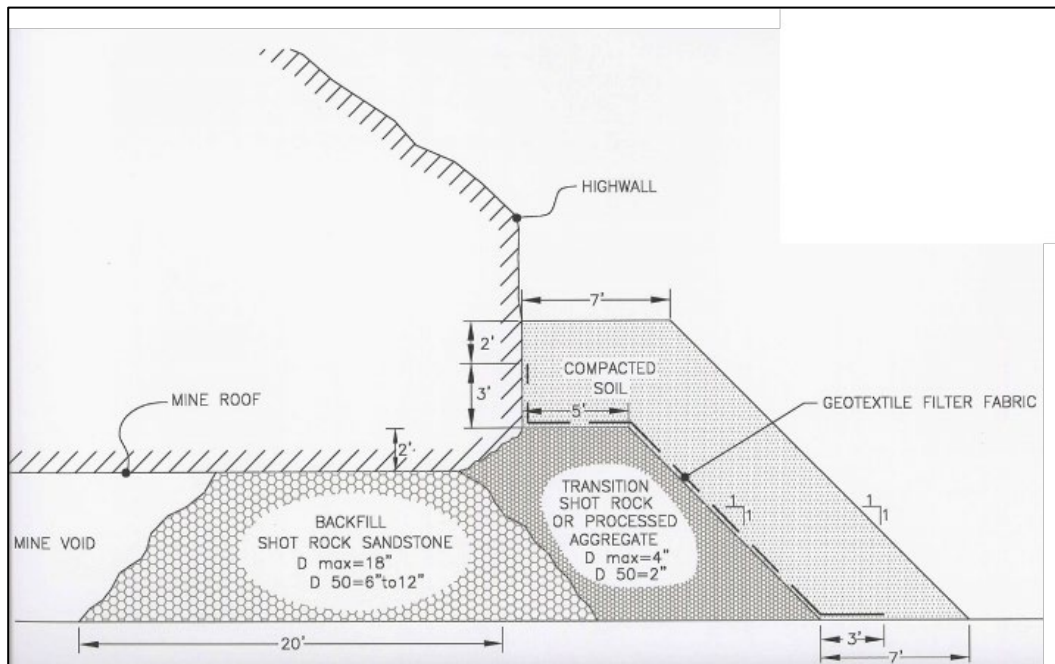 HIGHWALL
7'
2'
COMPACTED
SOIL
3'
MINE ROOF
5'
GEOTEXTILE FILTER FABRIC
2'
TRANSITION
SHOT ROCK
OR PROCESSED
AGGREGATE
D max=4"
D 50=2"
1
1
1
1
BACKFILL
SHOT ROCK SANDSTONE
D max=18"
D 50=6"to12"
MINE VOID
3'
20'
7'